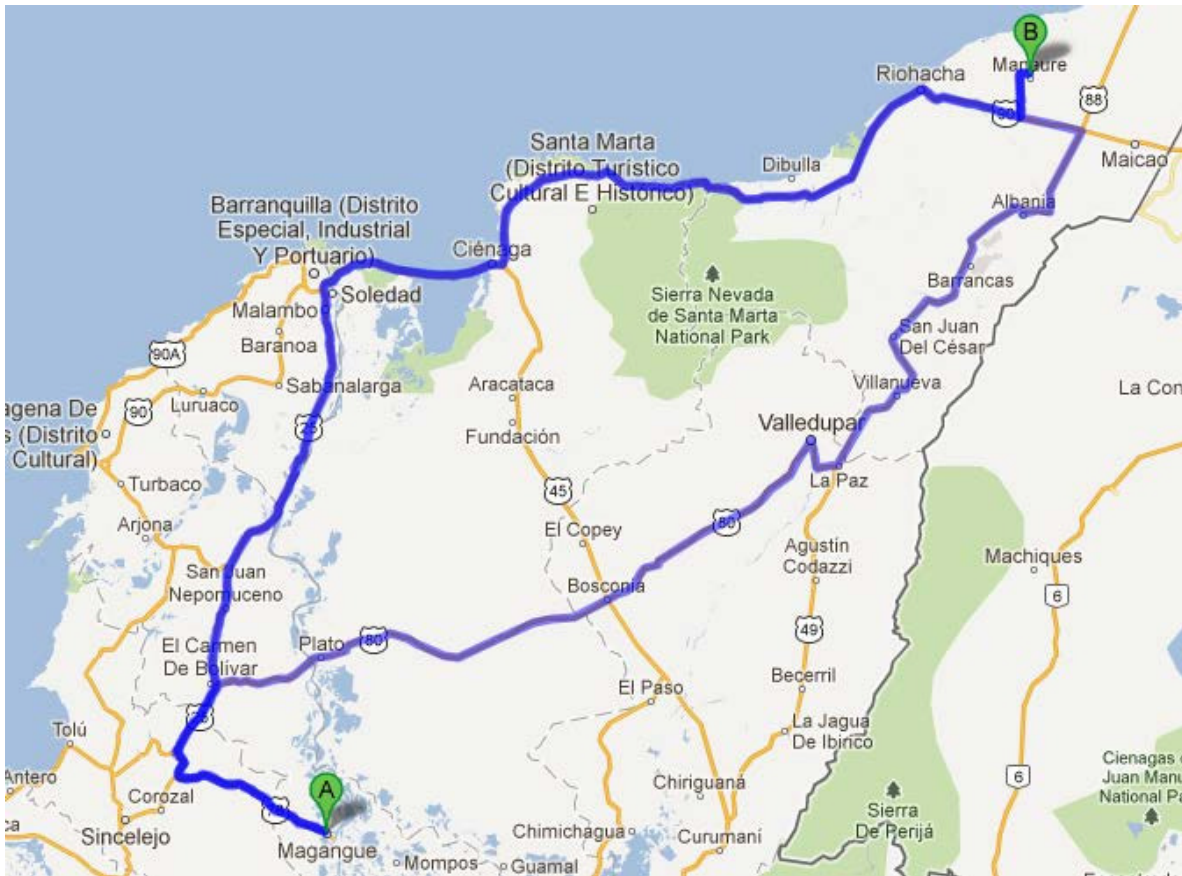 B
Manaure
Riohacha
90
88
Maicao
Santa Marta
(Distrito Turístico
Cultural E Histórico)
Dibulla
Albania
Barranquilla (Distrito
Especial, Industrial
Y Portuario)
Ciénaga
Barrancas
Soledad
Malambo
Sierra Nevada
de Santa Marta
National Park
San Juan
Del César
Baranoa
90A
Sabanalarga
Aracataca
Villanueva
La Con
Luruaco
agena De
s (Distrito
Cultural)
90
25
Fundación
Valledupar
La Paz
Turbaco
45
80
Arjona
El Copey
Agustín
Codazzi
Machiques
San Juan
Nepomuceno
Bosconia
6
49
El Carmen
De Bolívar
Plato
80
El Paso
Becerril
25
Tolú
La Jagua
De Ibirico
Antero
Chiriguaná
6
Cienagas
Juan Manu
National Pa
A
Corozal
78
Sincelejo
ca
Magangue
Mompos
Guamal
Chimichagua
Curumaní
Sierra
De Perijá